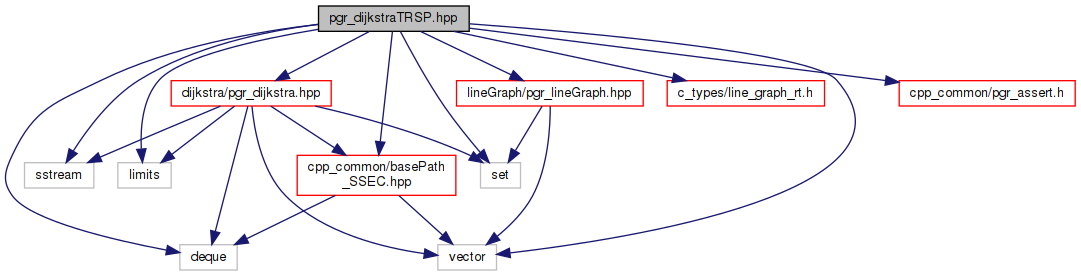 pgr_dijkstraTRSP.hpp
dijkstra/pgr_dijkstra.hpp
lineGraph/pgr_lineGraph.hpp
c_types/line_graph_rt.h
cpp_common/pgr_assert.h
sstream
limits
cpp_common/basePath
_SSEC.hpp
set
deque
vector